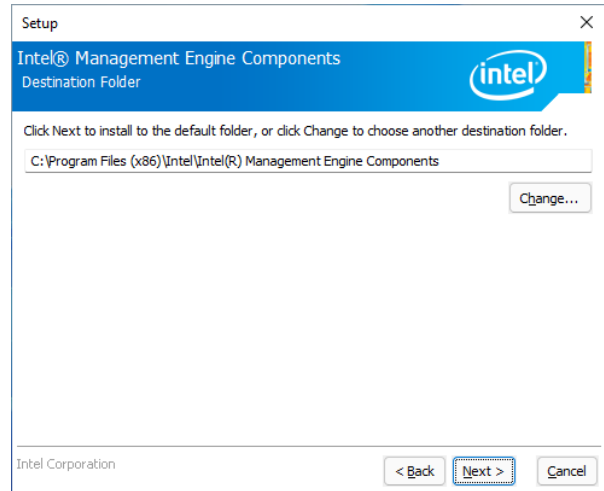 Setup
Intel® Management Engine Components
Destination Folder
intel
Click Next to install to the default folder, or click Change to choose another destination folder.
C:\Program Files (x86)\Intel\Intel(R) Management Engine Components
Change...
Intel Corporation
< Back Next > Cancel